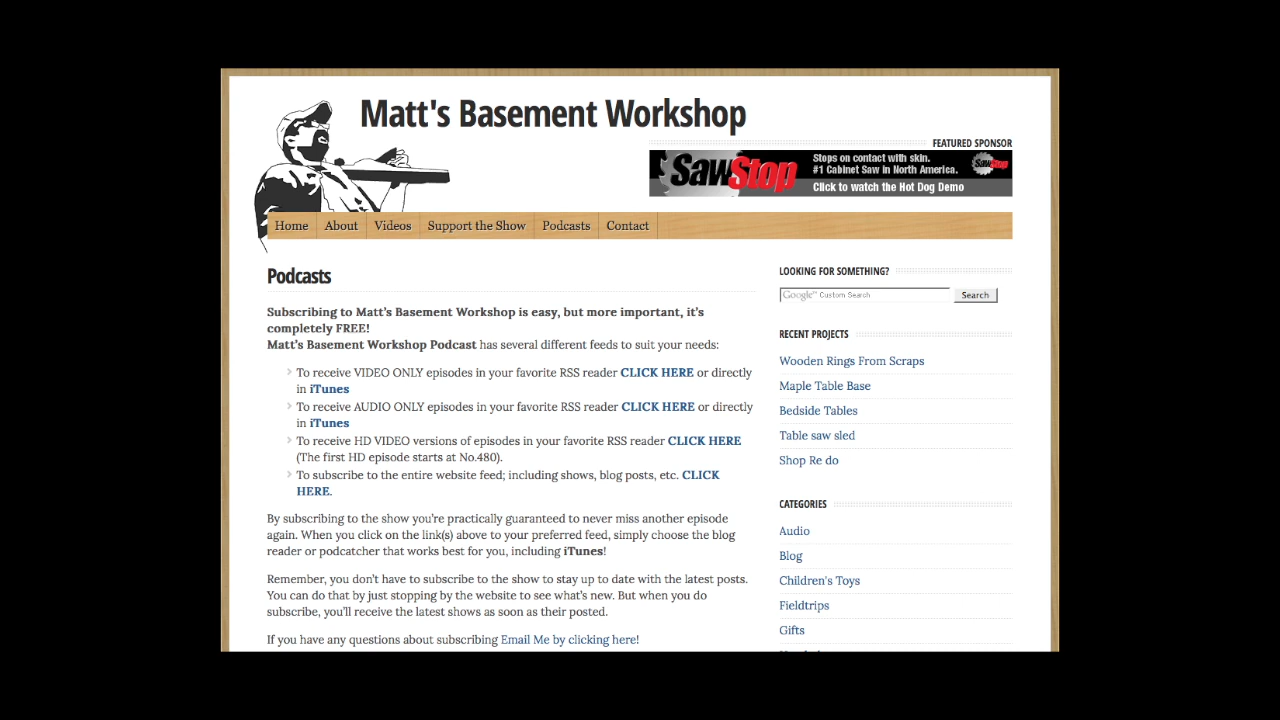 Matt's Basement Workshop
FEATURED SPONSOR
SawStop
Stops on contact with skin.
#1 Cabinet Saw in North America.
Click to watch the Hot Dog Demo
SawStop
Home About Videos Support the Show Podcasts Contact
Podcasts
Subscribing to Matt's Basement Workshop is easy, but more important, it's
completely FREE!
Matt's Basement Workshop Podcast has several different feeds to suit your needs:
To receive VIDEO ONLY episodes in your favorite RSS reader CLICK HERE or directly
in iTunes
To receive AUDIO ONLY episodes in your favorite RSS reader CLICK HERE or directly
in iTunes
To receive HD VIDEO versions of episodes in your favorite RSS reader CLICK HERE
(The first HD episode starts at No.480).
To subscribe to the entire website feed; including shows, blog posts, etc. CLICK
HERE.
By subscribing to the show you're practically guaranteed to never miss another episode
again. When you click on the link(s) above to your preferred feed, simply choose the blog
reader or podcatcher that works best for you, including iTunes!
Remember, you don't have to subscribe to the show to stay up to date with the latest posts.
You can do that by just stopping by the website to see what's new. But when you do
subscribe, you'll receive the latest shows as soon as their posted.
If you have any questions about subscribing Email Me by clicking here!
LOOKING FOR SOMETHING?
Google™ Custom Search Search
RECENT PROJECTS
Wooden Rings From Scraps
Maple Table Base
Bedside Tables
Table saw sled
Shop Re do
CATEGORIES
Audio
Blog
Children's Toys
Fieldtrips
Gifts